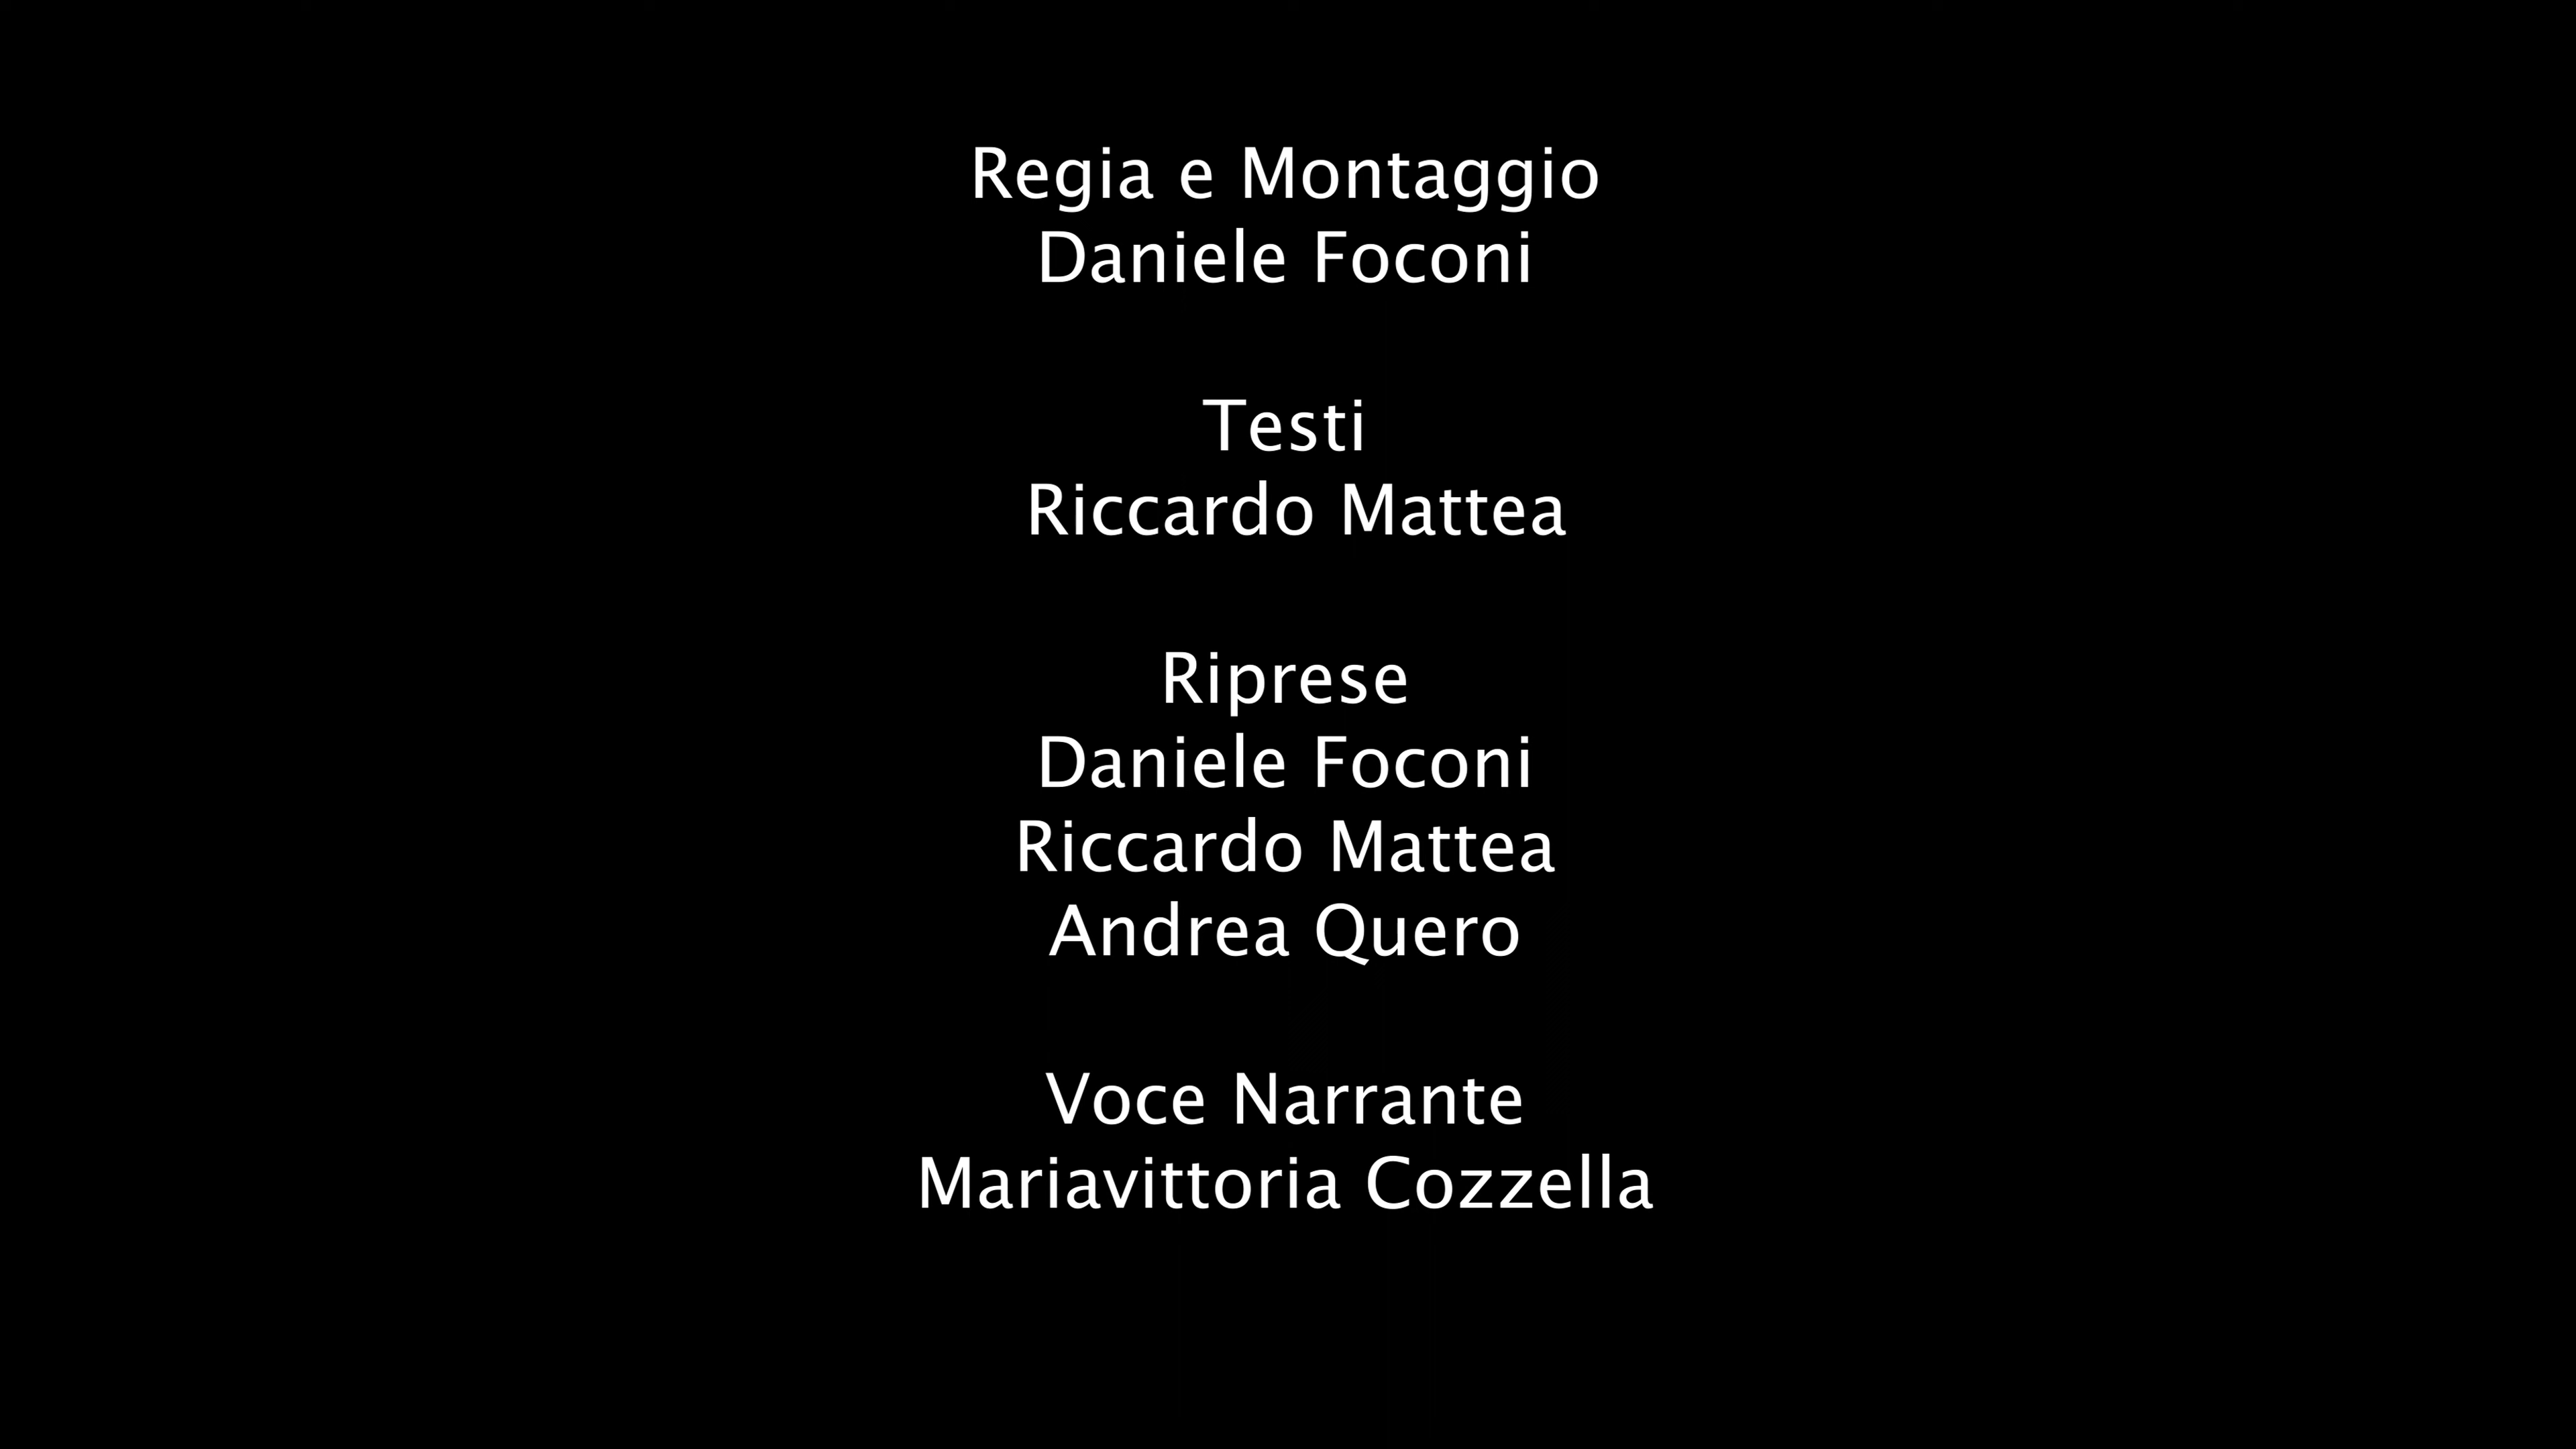 Regia e Montaggio
Daniele Foconi
Testi
Riccardo Mattea
Riprese
Daniele Foconi
Riccardo Mattea
Andrea Quero
Voce Narrante
Mariavittoria Cozzella